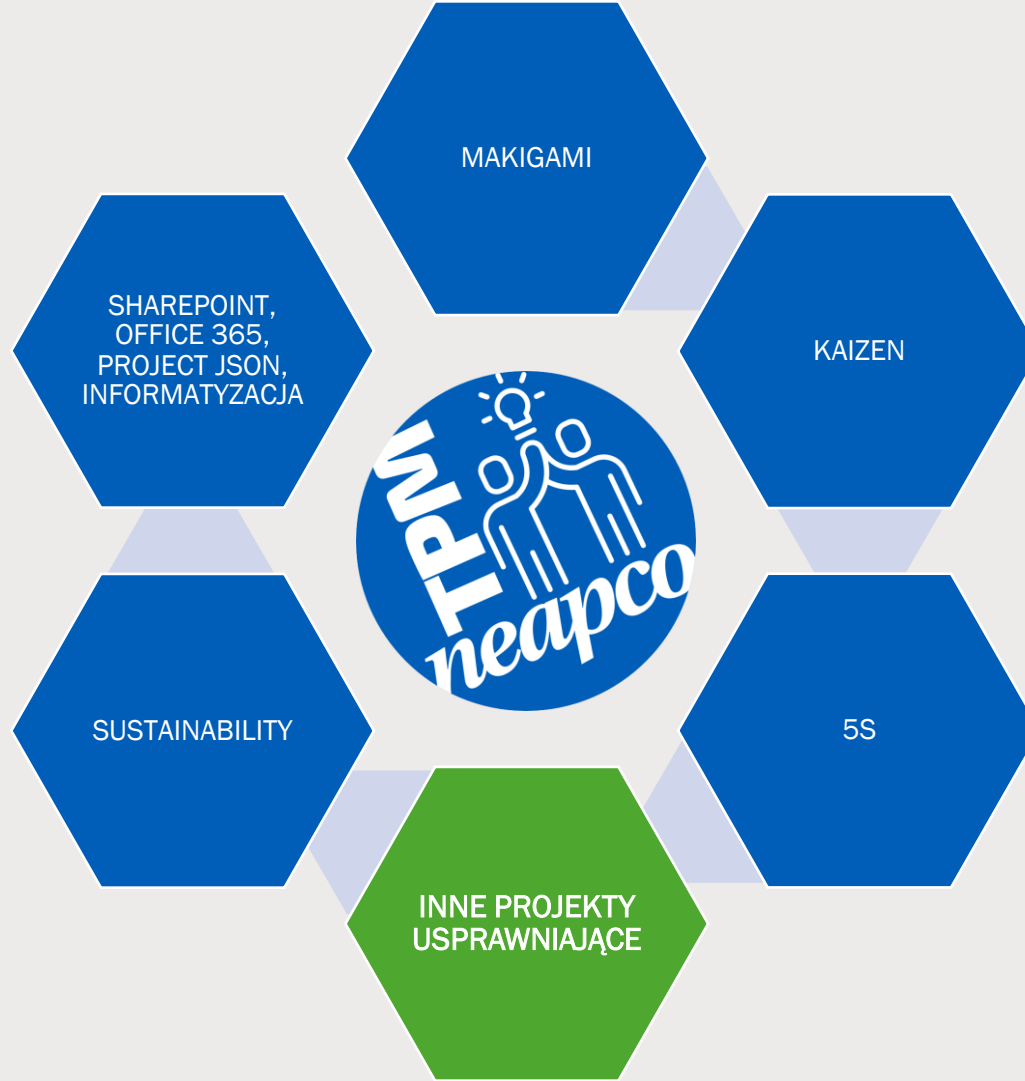 MAKIGAMI
SHAREPOINT,
OFFICE 365,
PROJECT JSON,
INFORMATYZACJA
KAIZEN
TPM
neapco
SUSTAINABILITY
5S
INNE PROJEKTY
USPRAWNIAJĄCE